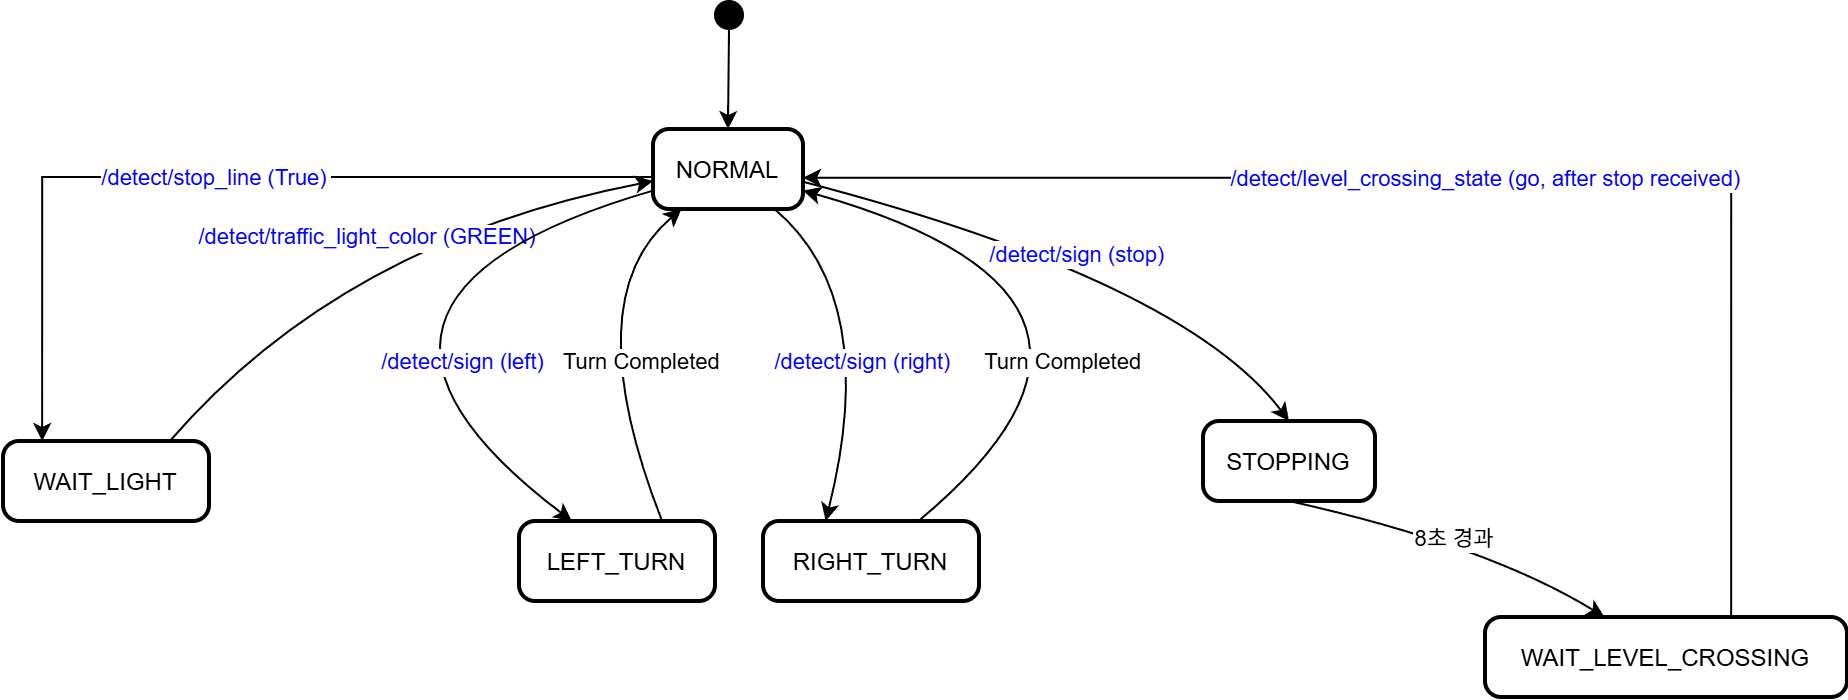 NORMAL
/detect/stop_line (True)
/detect/level_crossing_state (go, after stop received)
/detect/traffic_light_color (GREEN)
/detect/sign (stop)
/detect/sign (left)
Turn Completed
/detect/sign (right)
Turn Completed
WAIT_LIGHT
STOPPING
LEFT_TURN
RIGHT_TURN
8초 경과
WAIT_LEVEL_CROSSING